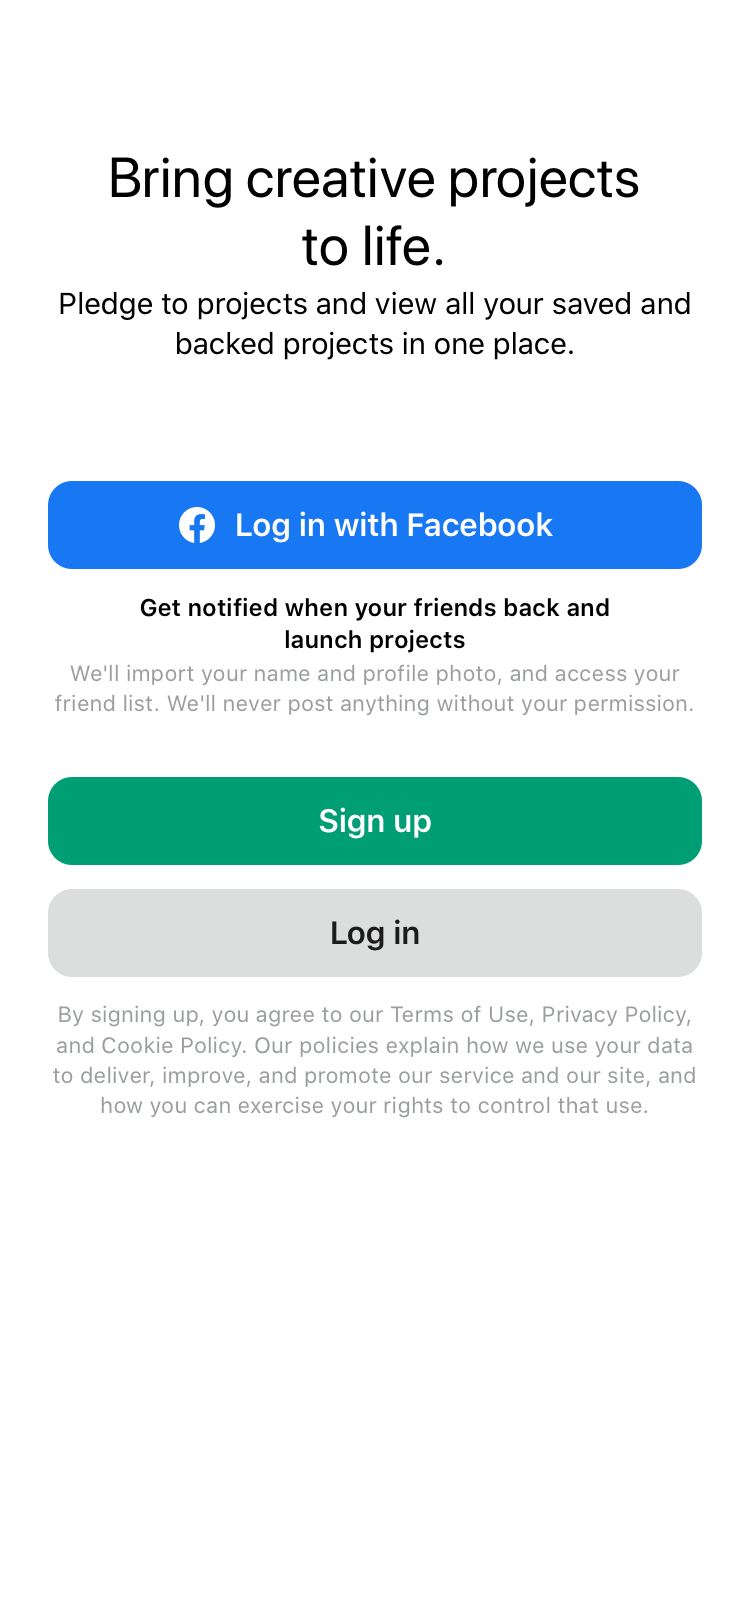 Bring creative projects
to life.
Pledge to projects and view all your saved and
backed projects in one place.
Log in with Facebook
Get notified when your friends back and
launch projects
We'll import your name and profile photo, and access your
friend list. We'll never post anything without your permission.
Sign up
Log in
By signing up, you agree to our Terms of Use, Privacy Policy,
and Cookie Policy. Our policies explain how we use your data
to deliver, improve, and promote our service and our site, and
how you can exercise your rights to control that use.